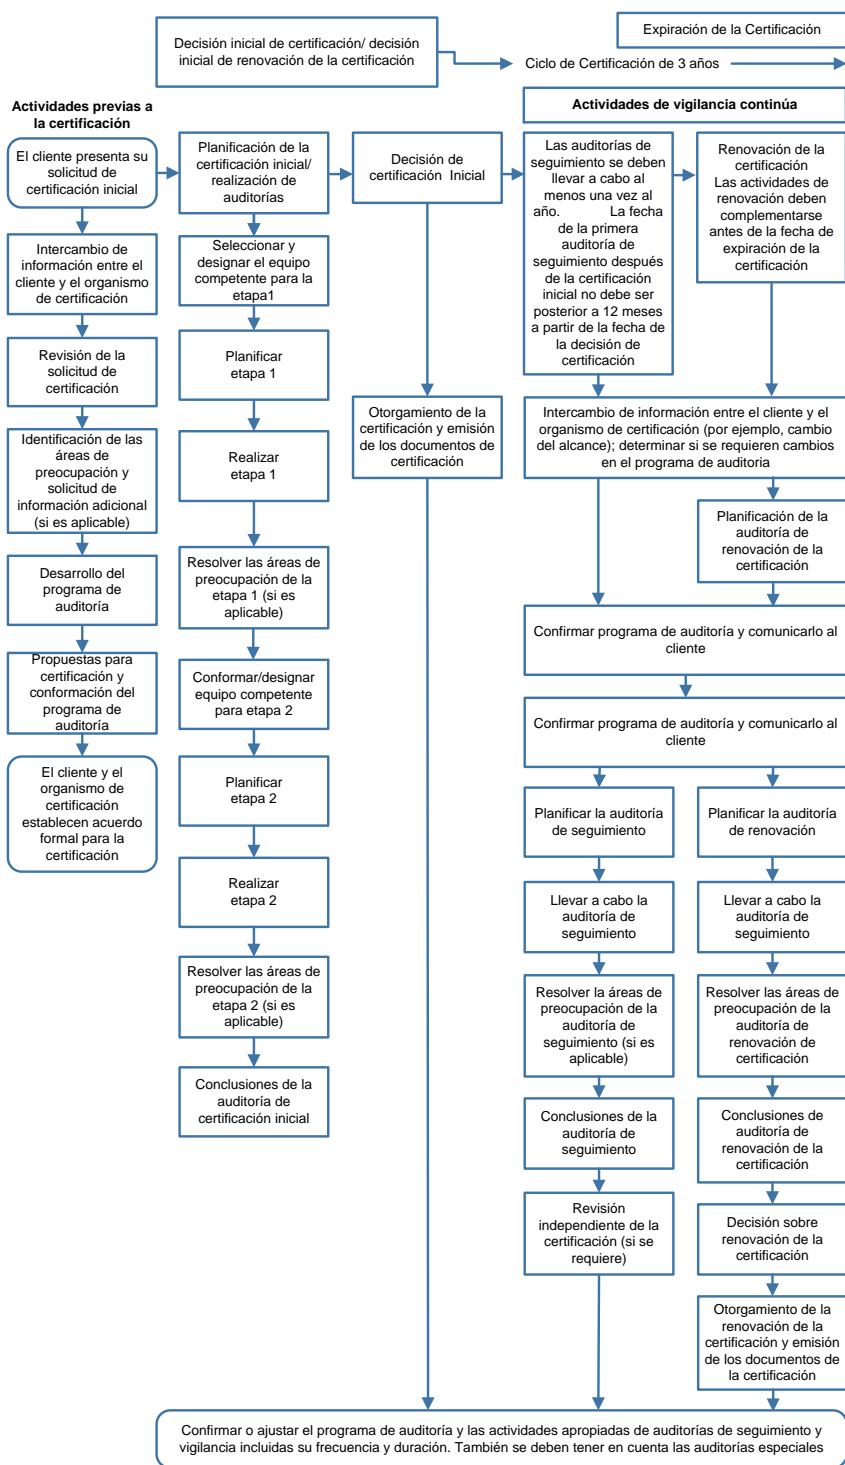 Decisión inicial de certificación/ decisión
inicial de renovación de la certificación
Expiración de la Certificación
Ciclo de Certificación de 3 años
Actividades previas a
la certificación
El cliente presenta su
solicitud de
certificación inicial
Intercambio de
información entre el
cliente y el organismo
de certificación
Revisión de la
solicitud de
certificación
Identificación de las
áreas de
preocupación y
solicitud de
información adicional
(si es aplicable)
Desarrollo del
programa de
auditoría
Propuestas para
certificación y
conformación del
programa de
auditoría
El cliente y el
organismo de
certificación
establecen acuerdo
formal para la
certificación
Planificación de la
certificación inicial/
realización de
auditorías
Seleccionar y
designar el equipo
competente para la
etapa1
Planificar
etapa 1
Realizar
etapa 1
Resolver las áreas de
preocupación de la
etapa 1 (si es
aplicable)
Conformar/designar
equipo competente
para etapa 2
Planificar
etapa 2
Realizar
etapa 2
Resolver las áreas de
preocupación de la
etapa 2 (si es
aplicable)
Conclusiones de la
auditoría de
certificación inicial
Decisión de
certificación Inicial
Otorgamiento de la
certificación y emisión
de los documentos de
certificación
Actividades de vigilancia continúa
Las auditorías de
seguimiento se deben
llevar a cabo al
menos una vez al
año. La fecha
de la primera
auditoría de
seguimiento después
de la certificación
inicial no debe ser
posterior a 12 meses
a partir de la fecha de
la decisión de
certificación
Renovación de la
certificación
Las actividades de
renovación deben
complementarse
antes de la fecha de
expiración de la
certificación
Intercambio de información entre el cliente y el
organismo de certificación (por ejemplo, cambio
del alcance); determinar si se requieren cambios
en el programa de auditoria
Planificación de la
auditoría de
renovación de la
certificación
Confirmar programa de auditoría y comunicarlo al
cliente
Confirmar programa de auditoría y comunicarlo al
cliente
Planificar la auditoría
de seguimiento
Llevar a cabo la
auditoría de
seguimiento
Resolver la áreas de
preocupación de la
auditoría de
seguimiento (si es
aplicable)
Conclusiones de la
auditoría de
seguimiento
Revisión
independiente de la
certificación (si se
requiere)
Planificar la auditoría
de renovación
Llevar a cabo la
auditoría de
seguimiento
Resolver las áreas de
preocupación de la
auditoría de
renovación de
certificación
Conclusiones de
auditoría de
renovación de la
certificación
Decisión sobre
renovación de la
certificación
Otorgamiento de la
renovación de la
certificación y emisión
de los documentos de
la certificación
Confirmar o ajustar el programa de auditoría y las actividades apropiadas de auditorías de seguimiento y
vigilancia incluidas su frecuencia y duración. También se deben tener en cuenta las auditorías especiales